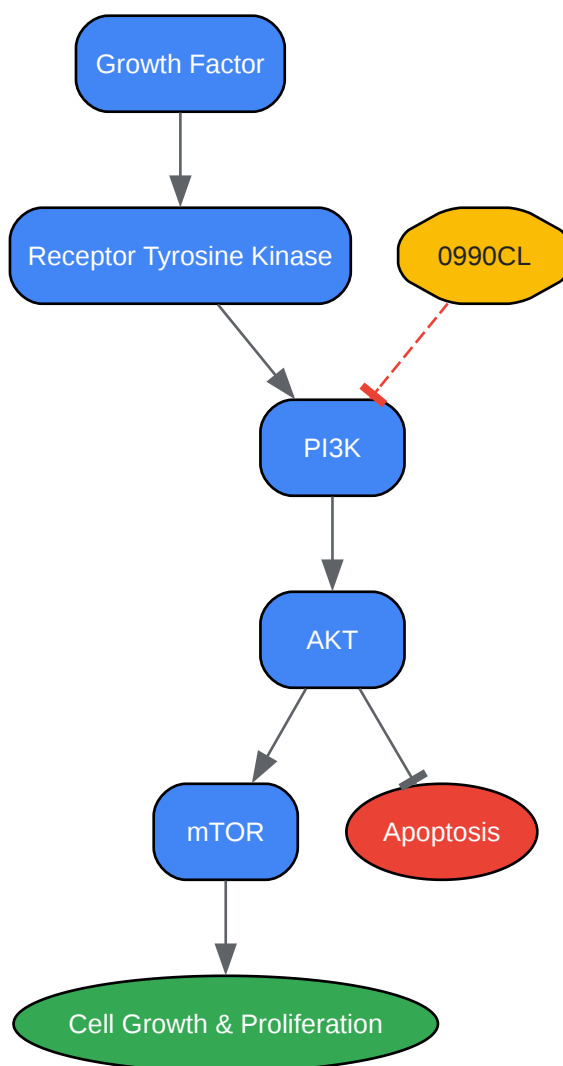 Growth Factor
Receptor Tyrosine Kinase
0990CL
PI3K
AKT
mTOR
Apoptosis
Cell Growth & Proliferation